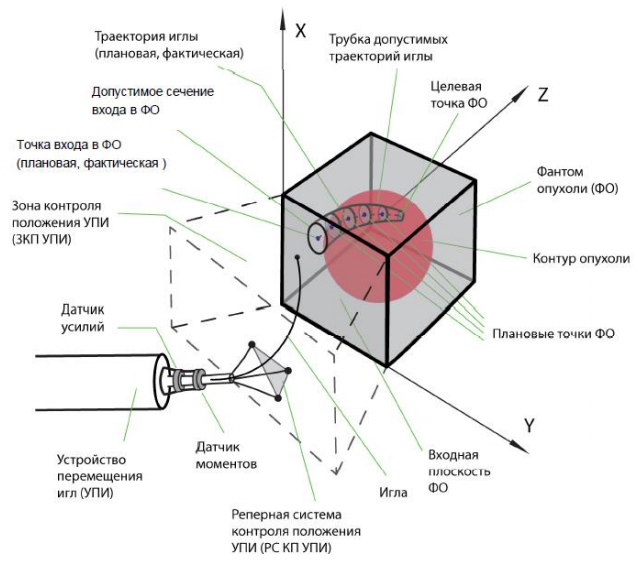 X
Траектория иглы
(плановая, фактическая)
Трубка допустимых
траекторий иглы
Допустимое сечение
входа в ФО
Целевая
точка ФО
Z
Точка входа в ФО
(плановая, фактическая )
Фантом
опухоли (ФО)
Зона контроля
положения УПИ
(ЗКП УПИ)
Контур опухоли
Датчик
усилий
Плановые точки ФО
Y
Устройство
перемещения
игл (УПИ)
Датчик
моментов
Игла
Входная
плоскость
ФО
Реперная система
контроля положения
УПИ (РС КП УПИ)